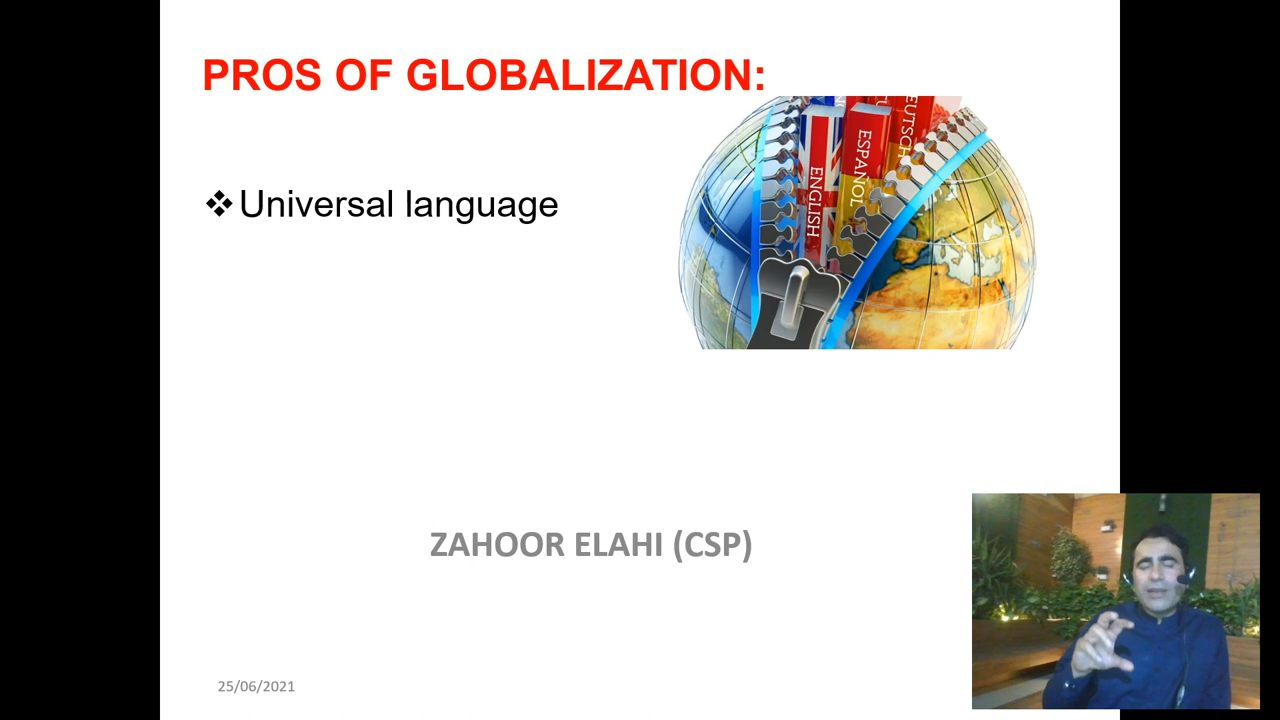 PROS OF GLOBALIZATION:
❖Universal language
ENGLISH
ESPAÑOL
DEUTSCH
ZAHOOR ELAHI (CSP)
25/06/2021